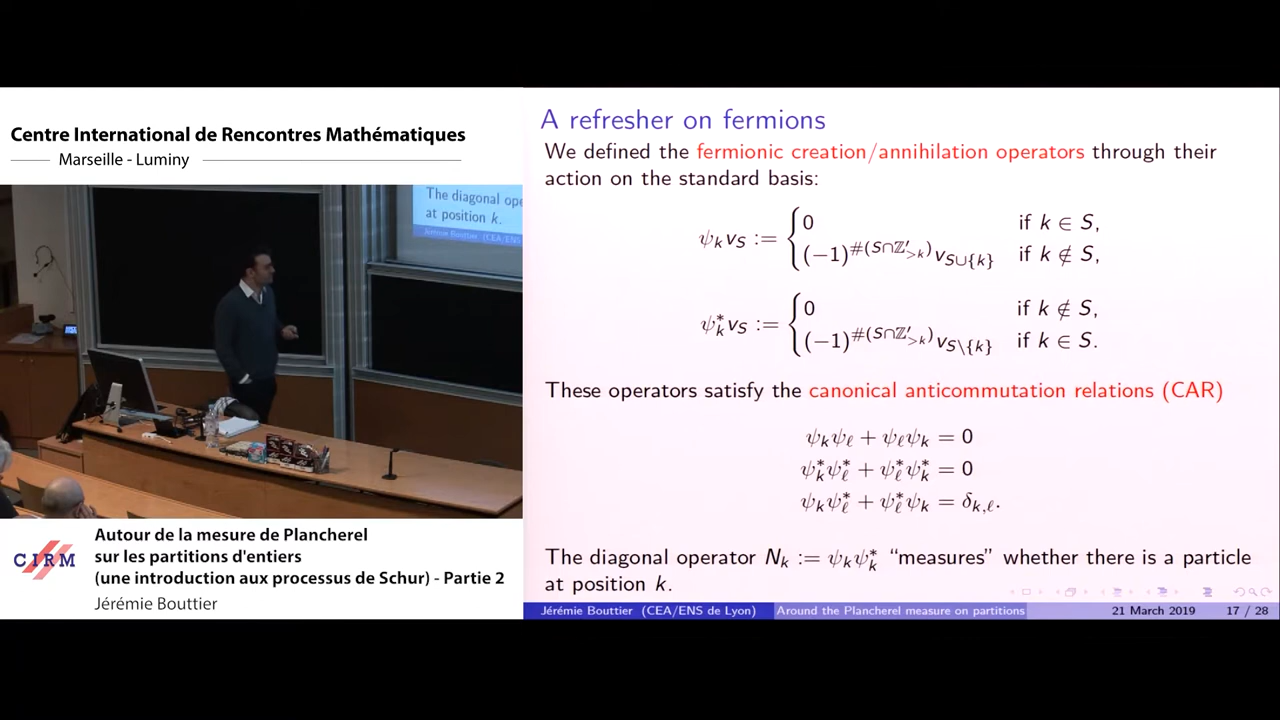 Centre International de Rencontres Mathématiques
Marseille - Luminy
The diagonal ope
at position k.
Jérémie Bouttier (CEA/ENS
CIRM
Autour de la mesure de Plancherel
sur les partitions d'entiers
(une introduction aux processus de Schur) - Partie 2
Jérémie Bouttier
A refresher on fermions
We defined the fermionic creation/annihilation operators through their
action on the standard basis:
ψ_k v_S := { 0 if k ∈ S,
(−1)^{#(S∩ℤ'_{>k})} v_{S∪{k}} if k ∉ S,
ψ*_k v_S := { 0 if k ∉ S,
(−1)^{#(S∩ℤ'_{>k})} v_{S\{k}} if k ∈ S.
These operators satisfy the canonical anticommutation relations (CAR)
ψ_k ψ_ℓ + ψ_ℓ ψ_k = 0
ψ*_k ψ*_ℓ + ψ*_ℓ ψ*_k = 0
ψ_k ψ*_ℓ + ψ*_ℓ ψ_k = δ_{k,ℓ}.
The diagonal operator N_k := ψ_k ψ*_k “measures” whether there is a particle
at position k.
Jérémie Bouttier (CEA/ENS de Lyon)
Around the Plancherel measure on partitions
21 March 2019
17 / 28